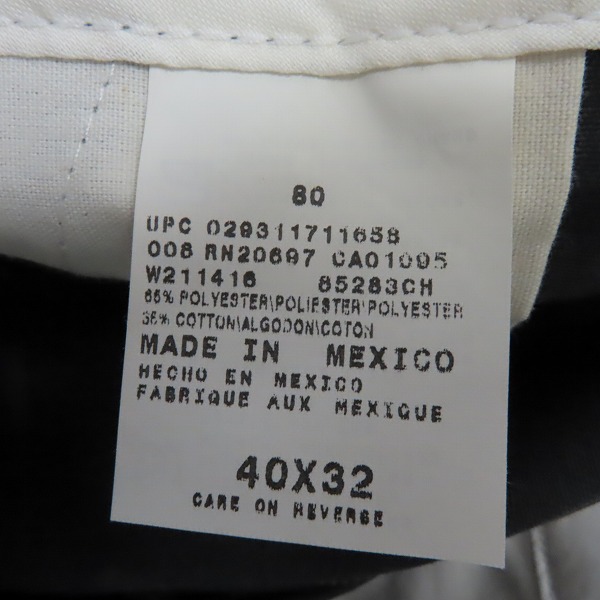 80
UPC 029311711658
008 RN20697 CA01095
W211416 85283CH
65% POLYESTER\POLIESTER\POLYESTER
35% COTTON\ALGODON\COTON
MADE IN MEXICO
HECHO EN MEXICO
FABRIQUE AUX MEXIQUE
40X32
CARE ON REVERSE